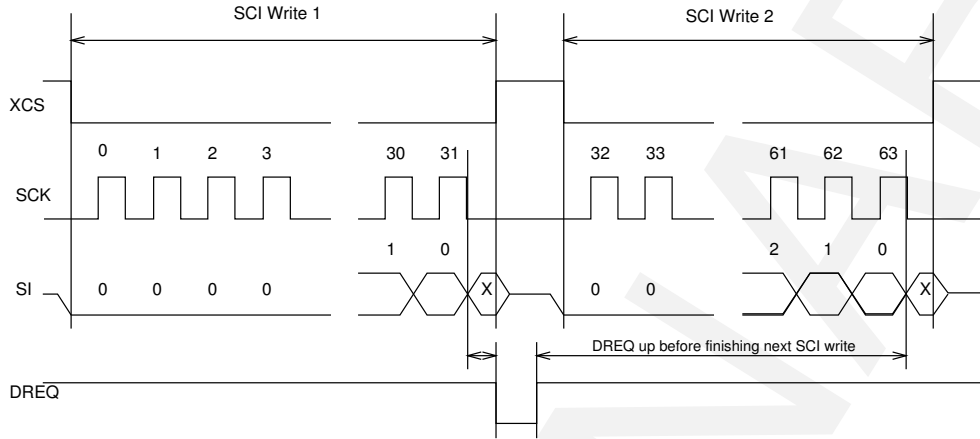 SCI Write 1 SCI Write 2
XCS
0 1 2 3 30 31 32 33 61 62 63
SCK
1 0 2 1 0
SI 0 0 0 0 X 0 0 X
DREQ up before finishing next SCI write
DREQ